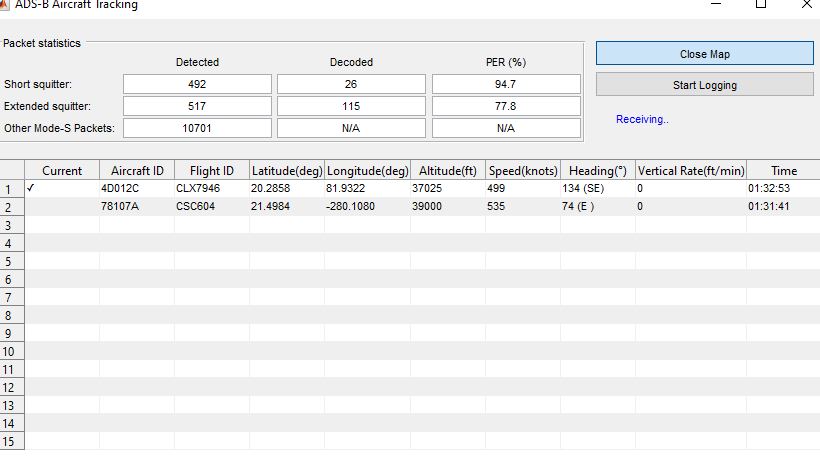 ADS-B Aircraft Tracking
Packet statistics
Detected Decoded PER (%)
Short squitter: 492 26 94.7
Extended squitter: 517 115 77.8
Other Mode-S Packets: 10701 N/A N/A
Close Map
Start Logging
Receiving..
Current Aircraft ID Flight ID Latitude(deg) Longitude(deg) Altitude(ft) Speed(knots) Heading(°) Vertical Rate(ft/min) Time
1 ✓ 4D012C CLX7946 20.2858 81.9322 37025 499 134 (SE) 0 01:32:53
2 78107A CSC604 21.4984 -280.1080 39000 535 74 (E ) 0 01:31:41
3
4
5
6
7
8
9
10
11
12
13
14
15